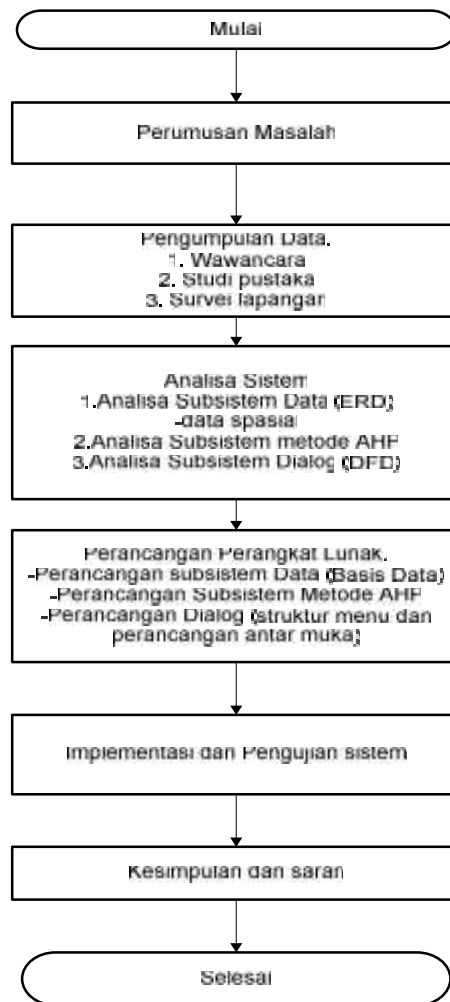 Mulai
Perumusan Masalah
Pengumpulan Data.
1. Wawancara
2. Studi pustaka
3. Survei lapangan
Analisa Sistem
1.Analisa Subsistem Data (ERD)
-data spasial
2.Analisa Subsistem metode AHP
3.Analisa Subsistem Dialog (DFD)
Perancangan Perangkat Lunak.
-Perancangan subsistem Data (Basis Data)
-Perancangan Subsistem Metode AHP
-Perancangan Dialog (struktur menu dan
perancangan antar muka)
Implementasi dan Pengujian sistem
Kesimpulan dan saran
Selesai